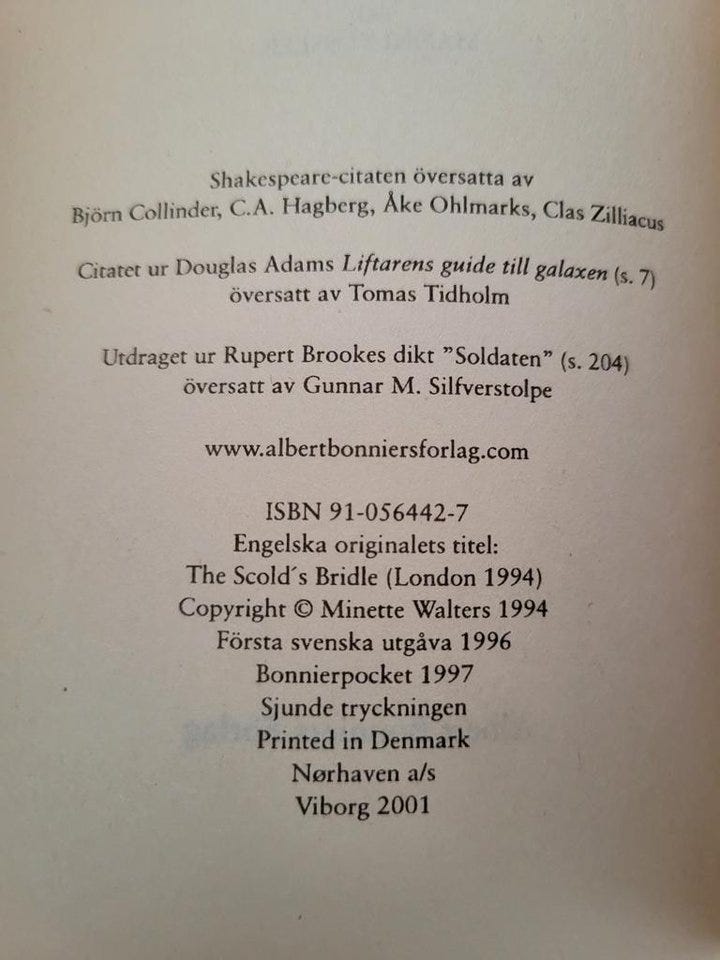 Shakespeare-citaten översatta av
Björn Collinder, C.A. Hagberg, Åke Ohlmarks, Clas Zilliacus
Citatet ur Douglas Adams Liftarens guide till galaxen (s. 7)
översatt av Tomas Tidholm
Utdraget ur Rupert Brookes dikt ”Soldaten” (s. 204)
översatt av Gunnar M. Silfverstolpe
www.albertbonniersforlag.com
ISBN 91-056442-7
Engelska originalets titel:
The Scold´s Bridle (London 1994)
Copyright © Minette Walters 1994
Första svenska utgåva 1996
Bonnierpocket 1997
Sjunde tryckningen
Printed in Denmark
Nørhaven a/s
Viborg 2001